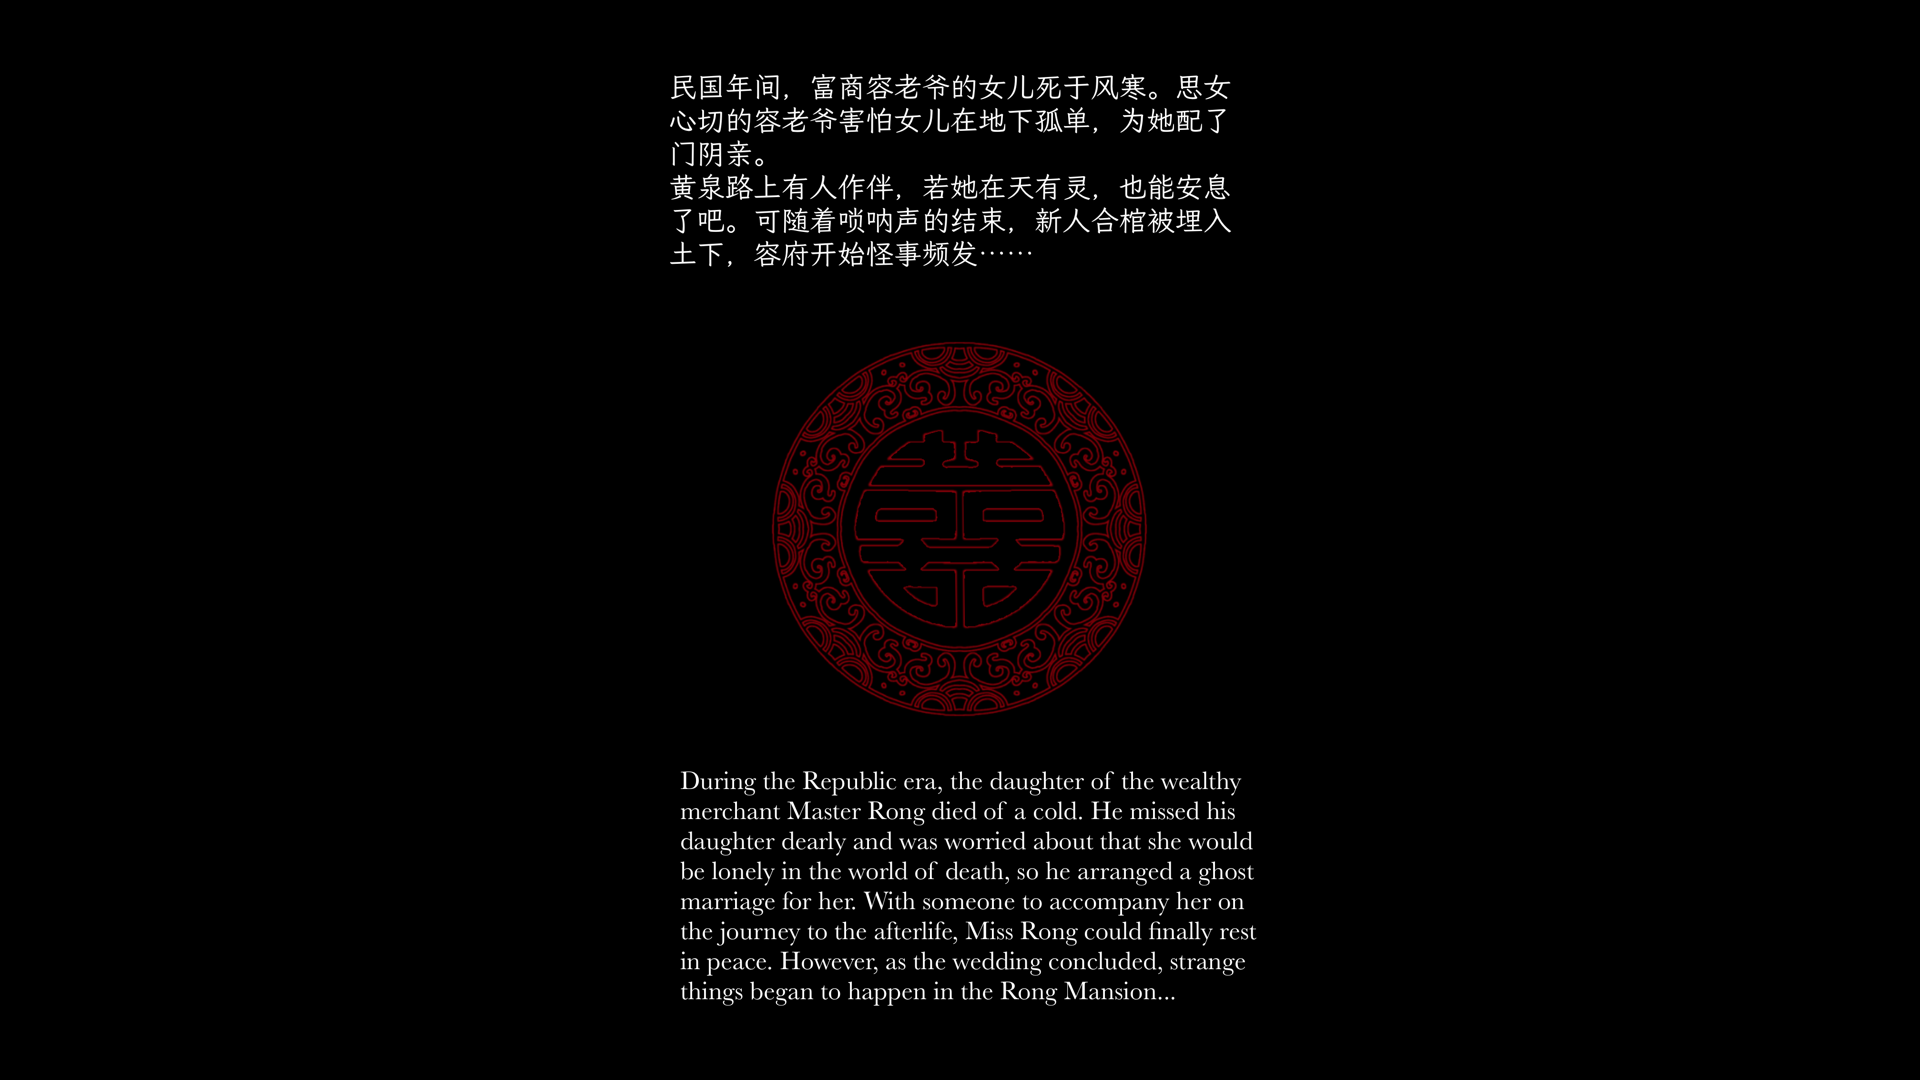 民国年间，富商容老爷的女儿死于风寒。思女
心切的容老爷害怕女儿在地下孤单，为她配了
门阴亲。
黄泉路上有人作伴，若她在天有灵，也能安息
了吧。可随着唢呐声的结束，新人合棺被埋入
土下，容府开始怪事频发……
During the Republic era, the daughter of the wealthy
merchant Master Rong died of a cold. He missed his
daughter dearly and was worried about that she would
be lonely in the world of death, so he arranged a ghost
marriage for her. With someone to accompany her on
the journey to the afterlife, Miss Rong could finally rest
in peace. However, as the wedding concluded, strange
things began to happen in the Rong Mansion...